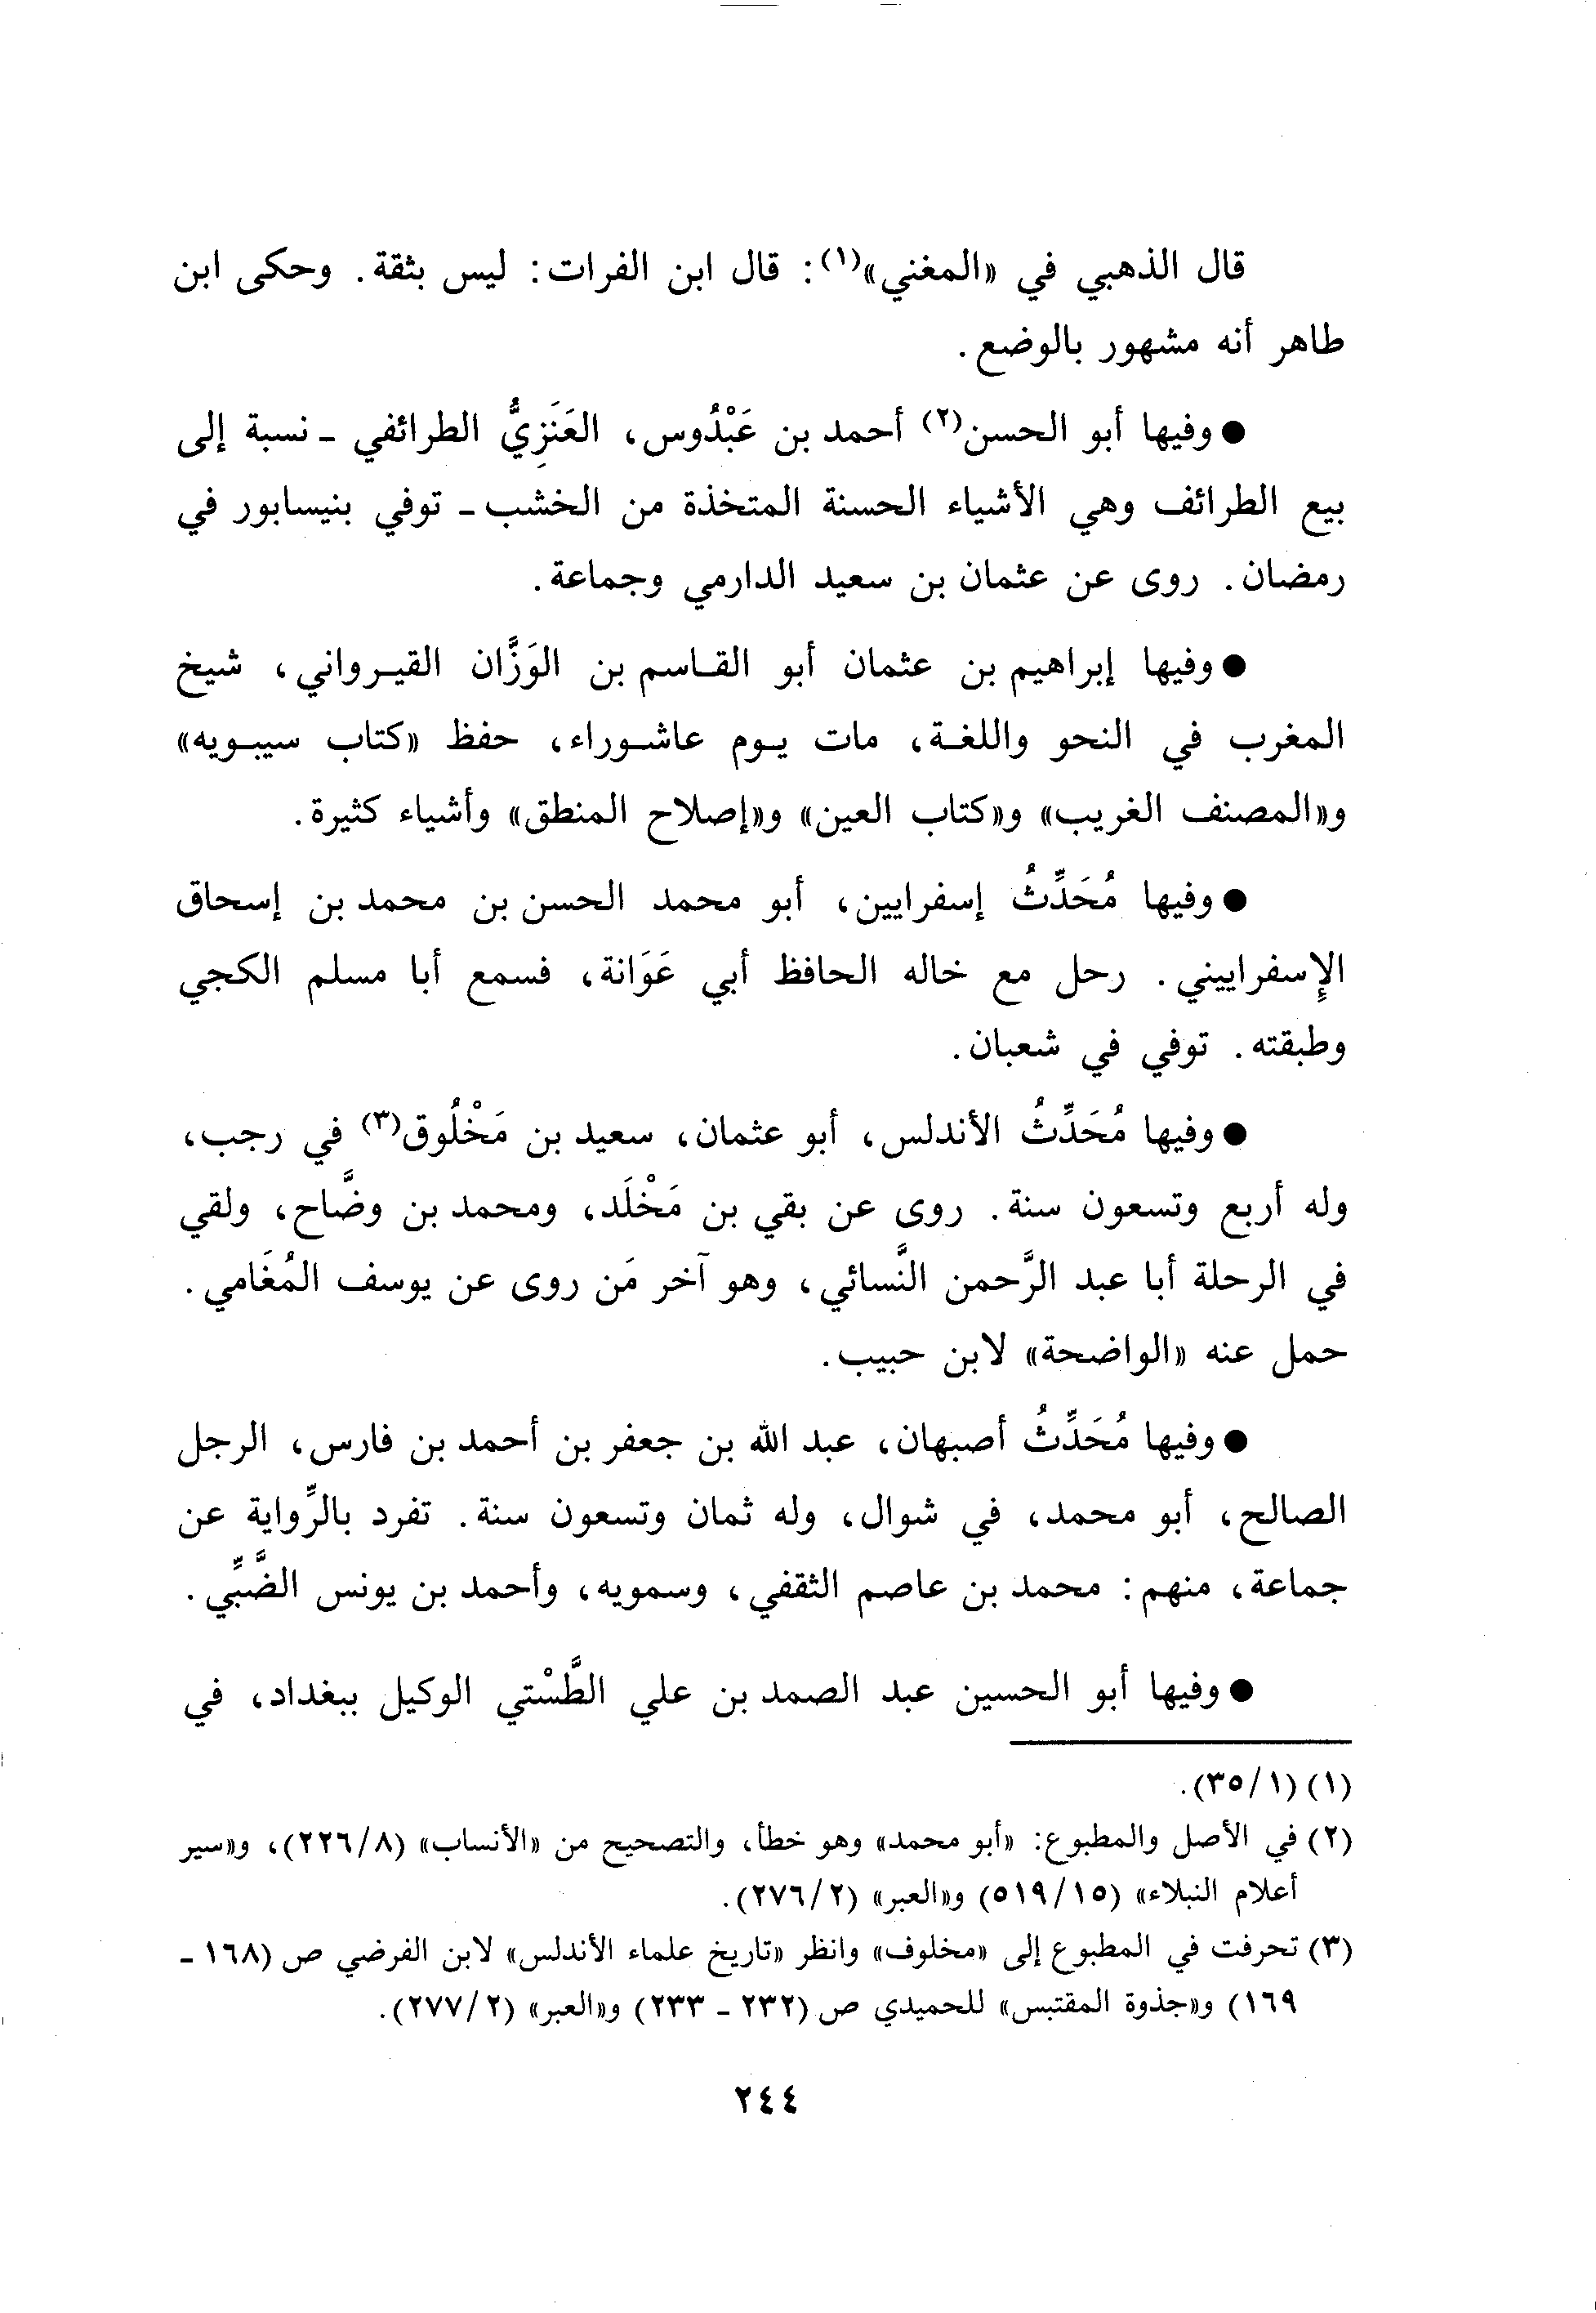 قال الذهبي في «المغني»(١): قال ابن الفرات: ليس بثقة. وحكى ابن
طاهر أنه مشهور بالوضع.
● وفيها أبو الحسن(٢) أحمد بن عَبْدُوس، العَنَزِيُّ الطرائفي - نسبة إلى
بيع الطرائف وهي الأشياء الحسنة المتخذة من الخشب - توفي بنيسابور في
رمضان. روى عن عثمان بن سعيد الدارمي وجماعة.
● وفيها إبراهيم بن عثمان أبو القاسم بن الوَزَّان القيرواني، شيخ
المغرب في النحو واللغة، مات يوم عاشوراء، حفظ «كتاب سيبويه»
و«المصنف الغريب» و«كتاب العين» و«إصلاح المنطق» وأشياء كثيرة.
● وفيها مُحَدِّثُ إسفرايين، أبو محمد الحسن بن محمد بن إسحاق
الإِسفراييني. رحل مع خاله الحافظ أبي عَوَانة، فسمع أبا مسلم الكجي
وطبقته. توفي في شعبان.
● وفيها مُحَدِّثُ الأندلس، أبو عثمان، سعيد بن مَخْلُوق(٣) في رجب،
وله أربع وتسعون سنة. روى عن بقي بن مَخْلَد، ومحمد بن وضَّاح، ولقي
في الرحلة أبا عبد الرَّحمن النَّسائي، وهو آخر مَن روى عن يوسف المُغَامي.
حمل عنه «الواضحة» لابن حبيب.
● وفيها مُحَدِّثُ أصبهان، عبد الله بن جعفر بن أحمد بن فارس، الرجل
الصالح، أبو محمد، في شوال، وله ثمان وتسعون سنة. تفرد بالرِّواية عن
جماعة، منهم: محمد بن عاصم الثقفي، وسمويه، وأحمد بن يونس الضَّبِّي.
● وفيها أبو الحسين عبد الصمد بن علي الطَّسْتي الوكيل ببغداد، في
(١) (٣٥/١).
(٢) في الأصل والمطبوع: «أبو محمد» وهو خطأ، والتصحيح من «الأنساب» (٢٢٦/٨)، و«سير
أعلام النبلاء» (٥١٩/١٥) و«العبر» (٢٧٦/٢).
(٣) تحرفت في المطبوع إلى «مخلوف» وانظر «تاريخ علماء الأندلس» لابن الفرضي ص (١٦٨ -
١٦٩) و«جذوة المقتبس» للحميدي ص (٢٣٢ - ٢٣٣) و«العبر» (٢٧٧/٢).
٢٤٤